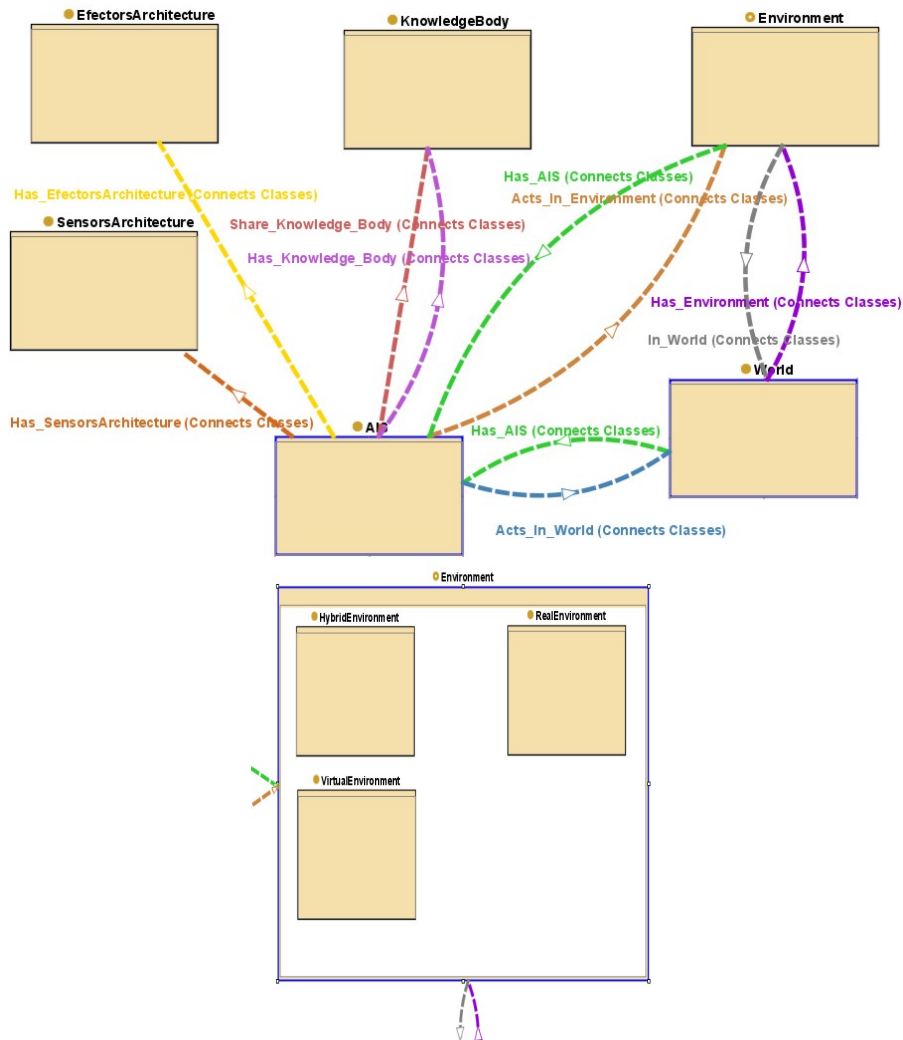 EfectorsArchitecture
KnowledgeBody
Environment
Has_AIS (Connects Classes)
Has_EfectorsArchitecture (Connects Classes)
Acts_In_Environment (Connects Classes)
SensorsArchitecture
Share_Knowledge_Body (Connects Classes)
Has_Knowledge_Body (Connects Classes)
Has_Environment (Connects Classes)
In_World (Connects Classes)
World
Has_SensorsArchitecture (Connects Classes)
AIS
Has_AIS (Connects Classes)
Acts_In_World (Connects Classes)
Environment
HybridEnvironment
RealEnvironment
VirtualEnvironment